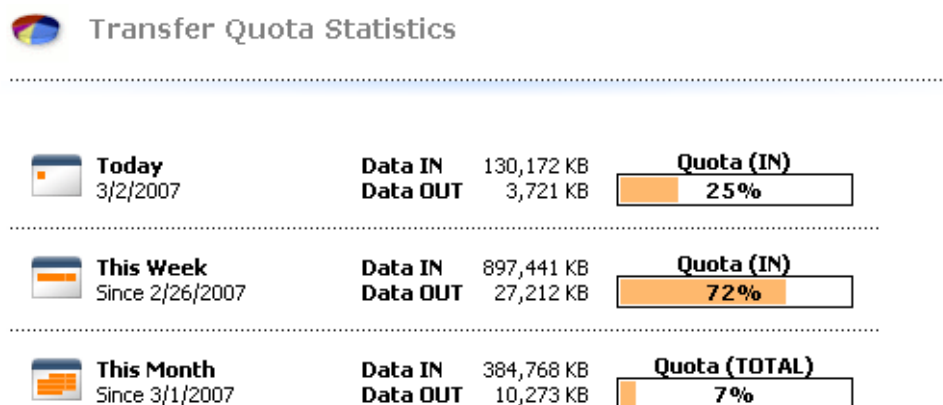 Transfer Quota Statistics
Today Data IN 130,172 KB Quota (IN)
3/2/2007 Data OUT 3,721 KB 25%
This Week Data IN 897,441 KB Quota (IN)
Since 2/26/2007 Data OUT 27,212 KB 72%
This Month Data IN 384,768 KB Quota (TOTAL)
Since 3/1/2007 Data OUT 10,273 KB 7%